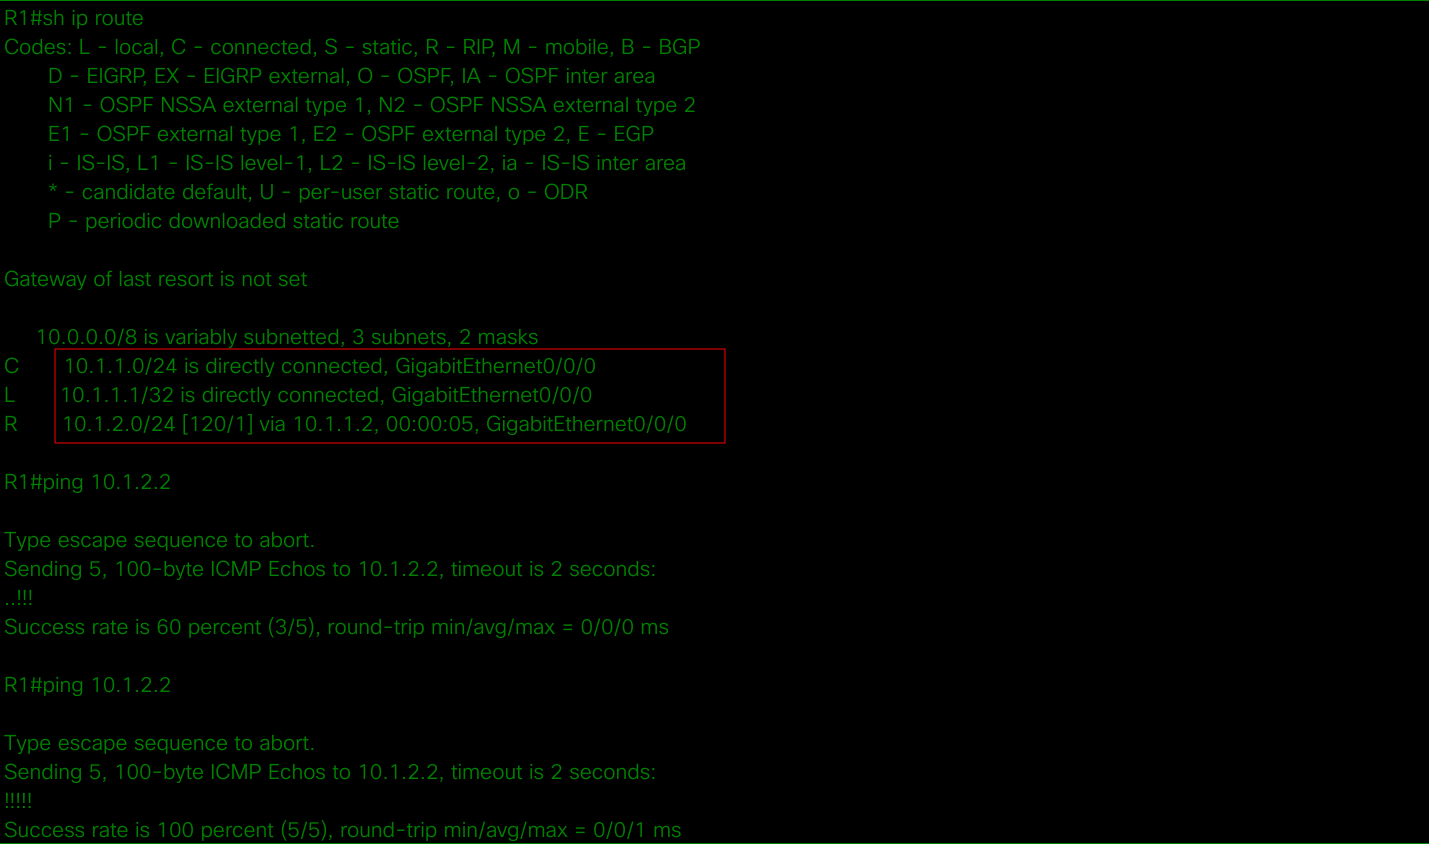 R1#sh ip route
Codes: L - local, C - connected, S - static, R - RIP, M - mobile, B - BGP
D - EIGRP, EX - EIGRP external, O - OSPF, IA - OSPF inter area
N1 - OSPF NSSA external type 1, N2 - OSPF NSSA external type 2
E1 - OSPF external type 1, E2 - OSPF external type 2, E - EGP
i - IS-IS, L1 - IS-IS level-1, L2 - IS-IS level-2, ia - IS-IS inter area
* - candidate default, U - per-user static route, o - ODR
P - periodic downloaded static route
Gateway of last resort is not set
10.0.0.0/8 is variably subnetted, 3 subnets, 2 masks
C 10.1.1.0/24 is directly connected, GigabitEthernet0/0/0
L 10.1.1.1/32 is directly connected, GigabitEthernet0/0/0
R 10.1.2.0/24 [120/1] via 10.1.1.2, 00:00:05, GigabitEthernet0/0/0
R1#ping 10.1.2.2
Type escape sequence to abort.
Sending 5, 100-byte ICMP Echos to 10.1.2.2, timeout is 2 seconds:
..!!!
Success rate is 60 percent (3/5), round-trip min/avg/max = 0/0/0 ms
R1#ping 10.1.2.2
Type escape sequence to abort.
Sending 5, 100-byte ICMP Echos to 10.1.2.2, timeout is 2 seconds:
!!!!!
Success rate is 100 percent (5/5), round-trip min/avg/max = 0/0/1 ms